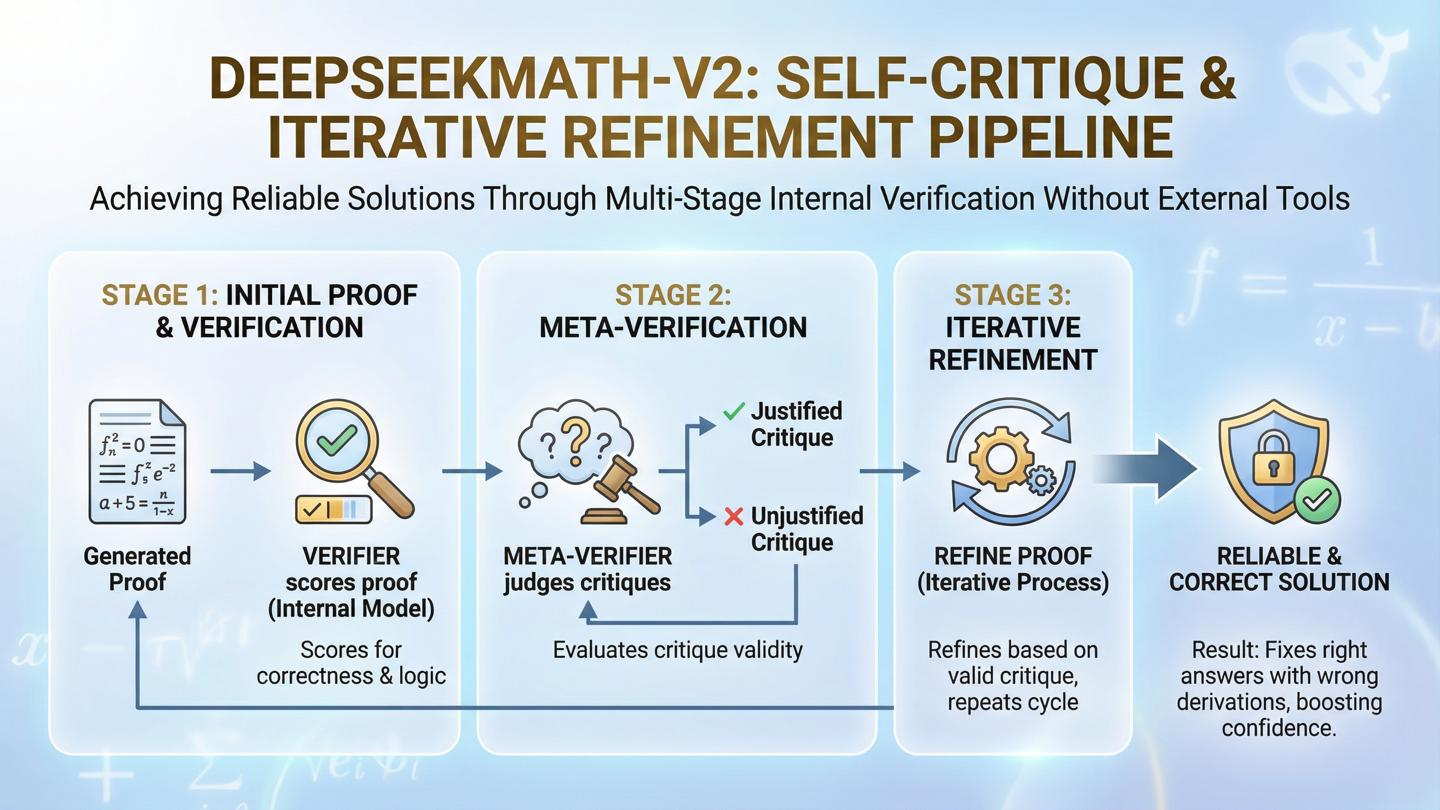 DEEPSEEKMATH-V2: SELF-CRITIQUE &
ITERATIVE REFINEMENT PIPELINE
Achieving Reliable Solutions Through Multi-Stage Internal Verification Without External Tools
STAGE 1: INITIAL PROOF
& VERIFICATION
Generated
Proof
VERIFIER
scores proof
(Internal Model)
Scores for
correctness & logic
STAGE 2:
META-VERIFICATION
META-VERIFIER
judges critiques
Justified
Critique
Unjustified
Critique
Evaluates critique validity
STAGE 3:
ITERATIVE
REFINEMENT
REFINE PROOF
(Iterative Process)
Refines based on
valid critique,
repeats cycle
RELIABLE &
CORRECT SOLUTION
Result: Fixes right
answers with wrong
derivations, boosting
confidence.